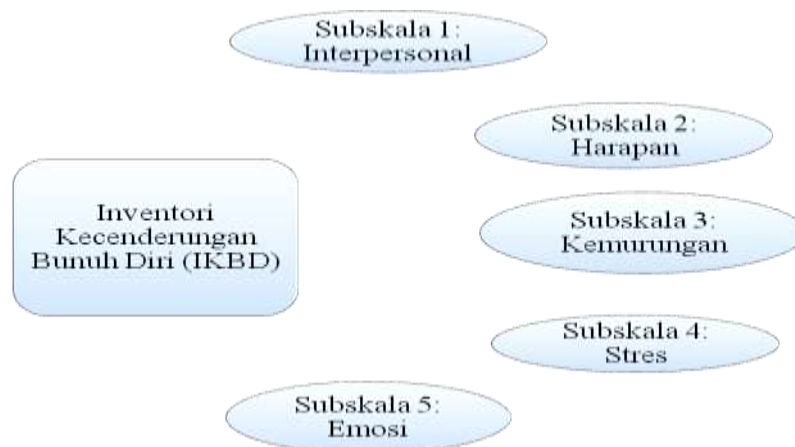 Subskala 1:
Interpersonal
Subskala 2:
Harapan
Inventori
Kecenderungan
Bunuh Diri (IKBD)
Subskala 3:
Kemurungan
Subskala 4:
Stres
Subskala 5:
Emosi